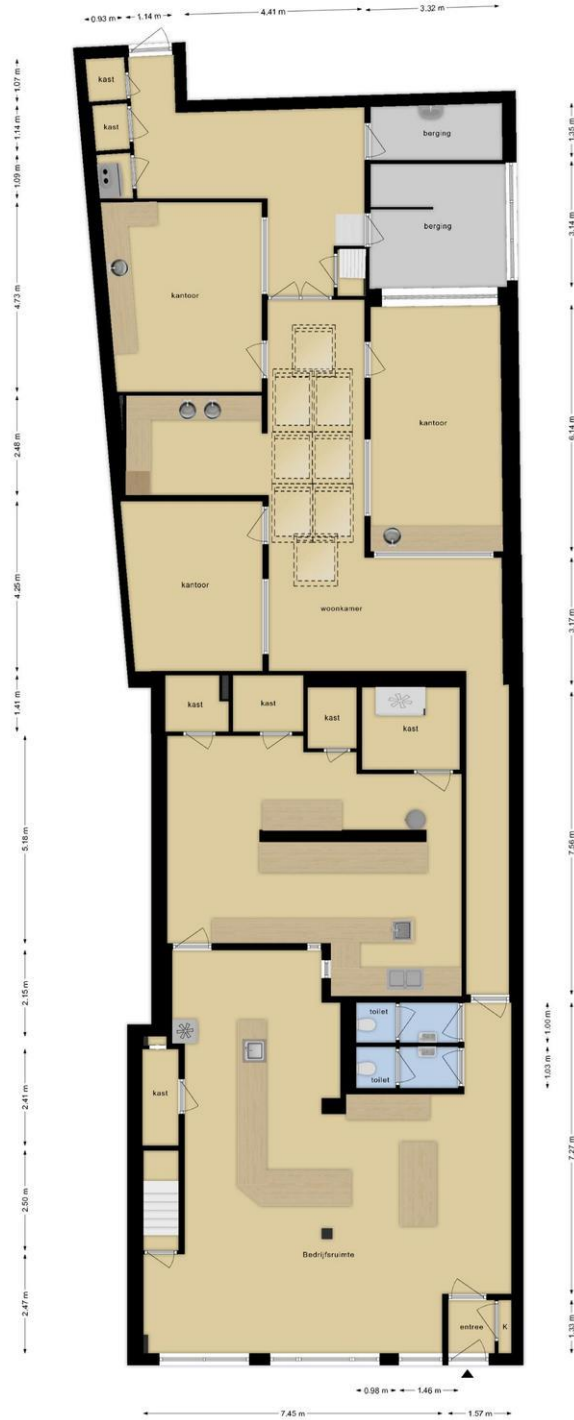 0.93 m
1.14 m
4.41 m
3.32 m
1.07 m
1.14 m
1.09 m
4.73 m
2.48 m
4.25 m
1.41 m
5.18 m
2.15 m
2.41 m
2.50 m
2.47 m
kast
kast
berging
berging
kantoor
kantoor
kantoor
woonkamer
kast
kast
kast
kast
toilet
toilet
kast
Bedrijfsruimte
entree
K
1.35 m
3.14 m
6.14 m
3.17 m
7.56 m
1.00 m
1.03 m
7.27 m
1.33 m
0.98 m
1.46 m
7.45 m
1.57 m